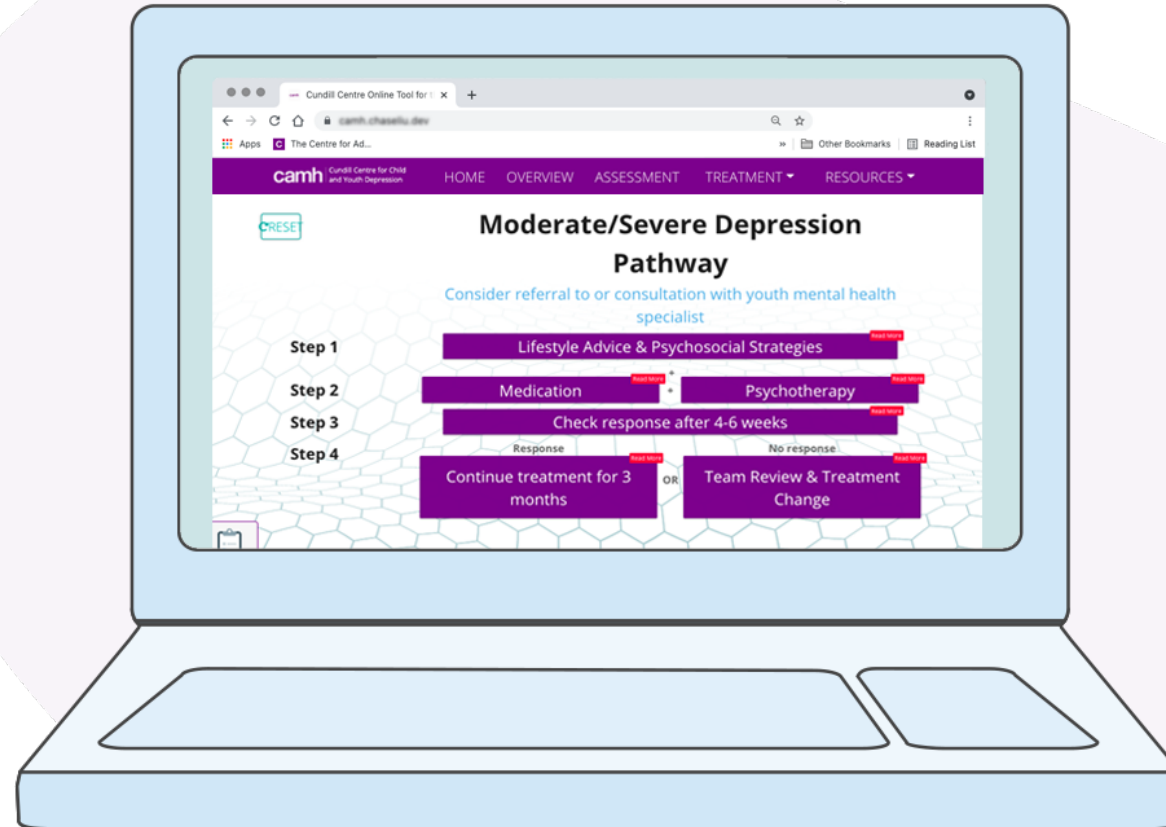 Cundill Centre Online Tool for t
camh.chaseliu.dev
Apps The Centre for Ad... » Other Bookmarks Reading List
camh Cundill Centre for Child and Youth Depression HOME OVERVIEW ASSESSMENT TREATMENT RESOURCES
RESET
Moderate/Severe Depression
Pathway
Consider referral to or consultation with youth mental health
specialist
Read More
Step 1 Lifestyle Advice & Psychosocial Strategies
+
Read More Read More
Step 2 Medication + Psychotherapy
Read More
Step 3 Check response after 4-6 weeks
Step 4 Response No response
Read More Read More
Continue treatment for 3 OR Team Review & Treatment
months Change